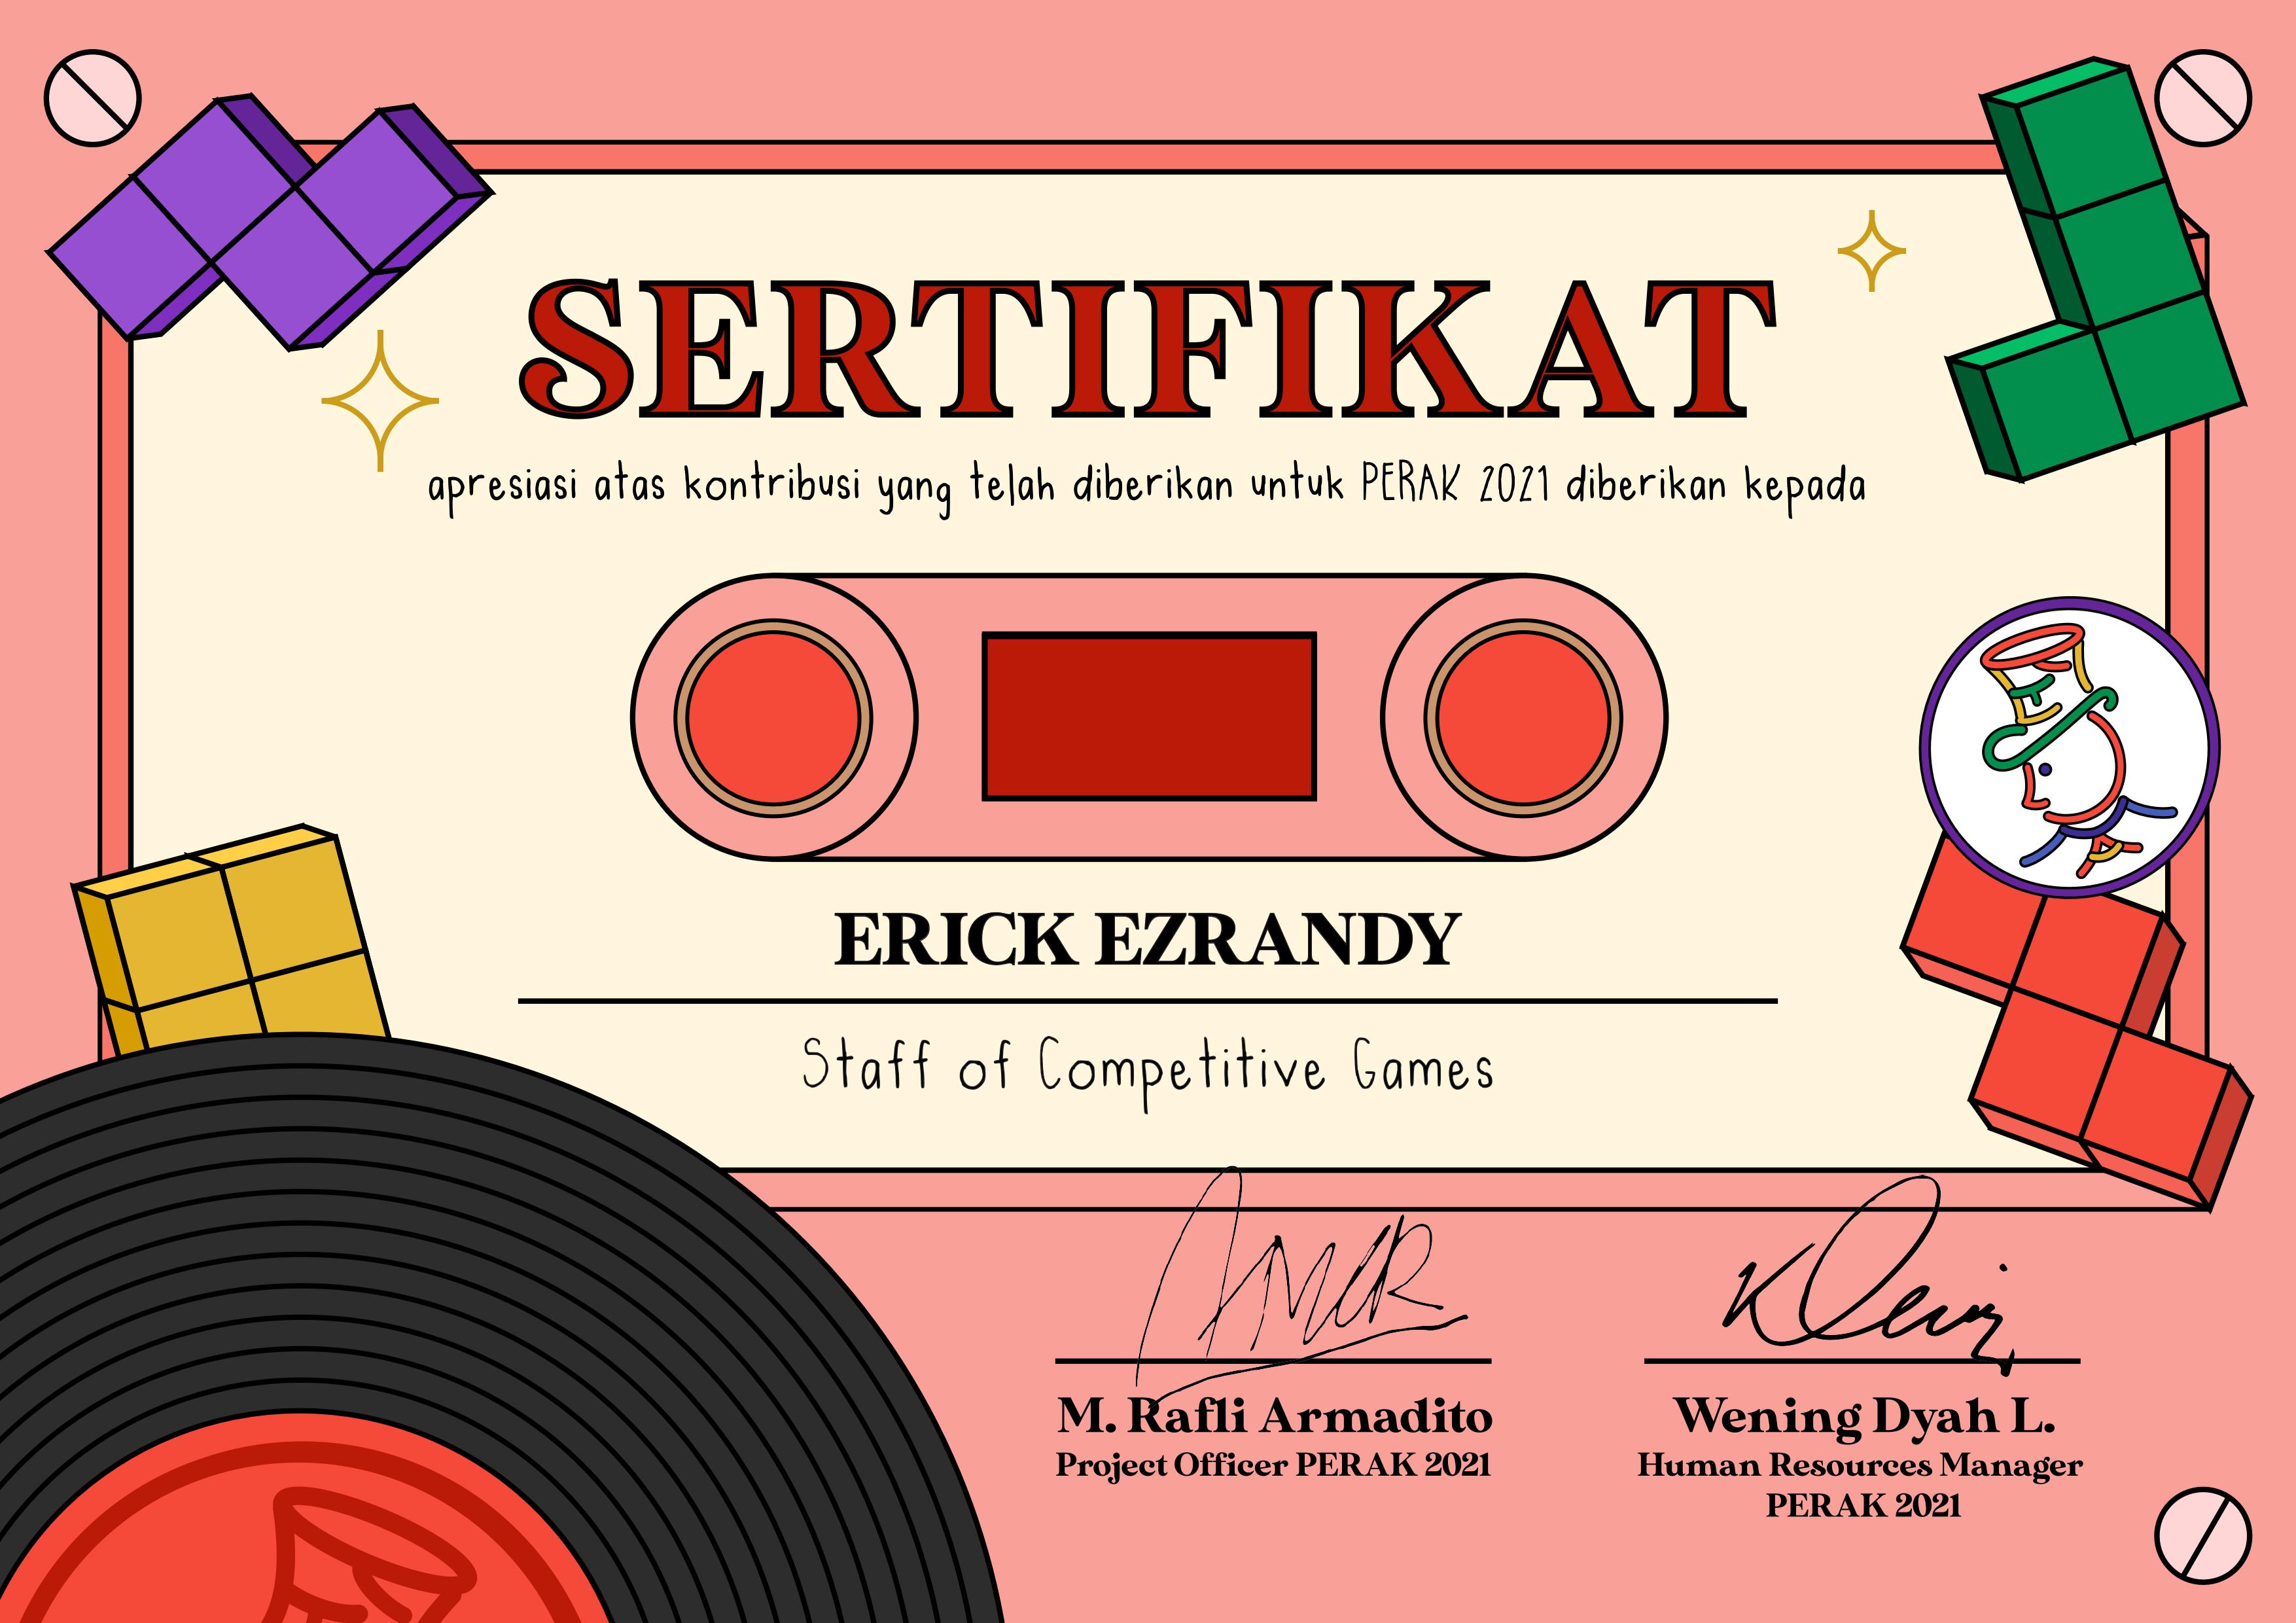 SERTIFIKAT
apresiasi atas kontribusi yang telah diberikan untuk PERAK 2021 diberikan kepada
ERICK EZRANDY
Staff of Competitive Games
M. Rafli Armadito
Project Officer PERAK 2021
Wening Dyah L.
Human Resources Manager
PERAK 2021